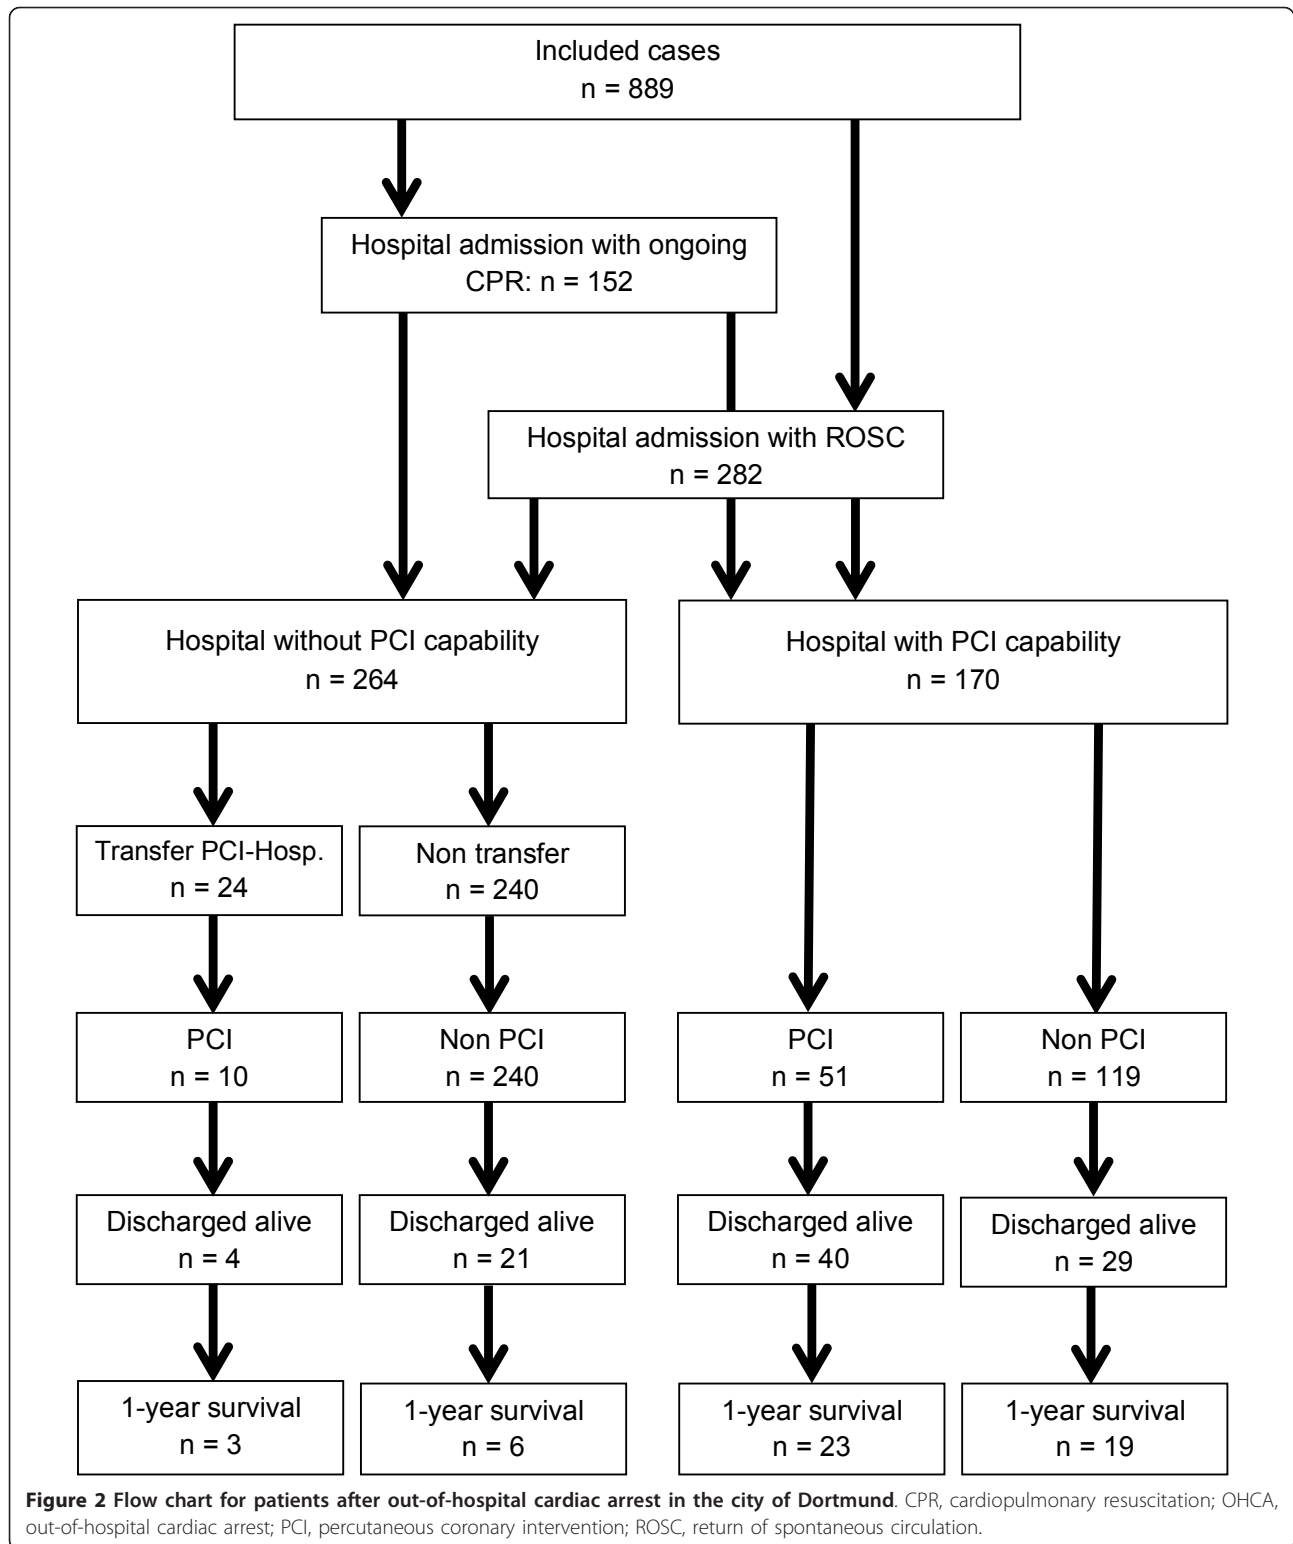 Included cases
n = 889
Hospital admission with ongoing
CPR: n = 152
Hospital admission with ROSC
n = 282
Hospital without PCI capability
n = 264
Hospital with PCI capability
n = 170
Transfer PCI-Hosp.
n = 24
Non transfer
n = 240
PCI
n = 10
Non PCI
n = 240
PCI
n = 51
Non PCI
n = 119
Discharged alive
n = 4
Discharged alive
n = 21
Discharged alive
n = 40
Discharged alive
n = 29
1-year survival
n = 3
1-year survival
n = 6
1-year survival
n = 23
1-year survival
n = 19
Figure 2 Flow chart for patients after out-of-hospital cardiac arrest in the city of Dortmund. CPR, cardiopulmonary resuscitation; OHCA,
out-of-hospital cardiac arrest; PCI, percutaneous coronary intervention; ROSC, return of spontaneous circulation.